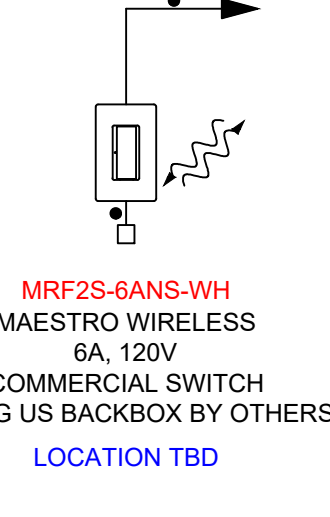 MRF2S-6ANS-WH
MAESTRO WIRELESS
6A, 120V
COMMERCIAL SWITCH
US BACKBOX BY OTHERS
LOCATION TBD